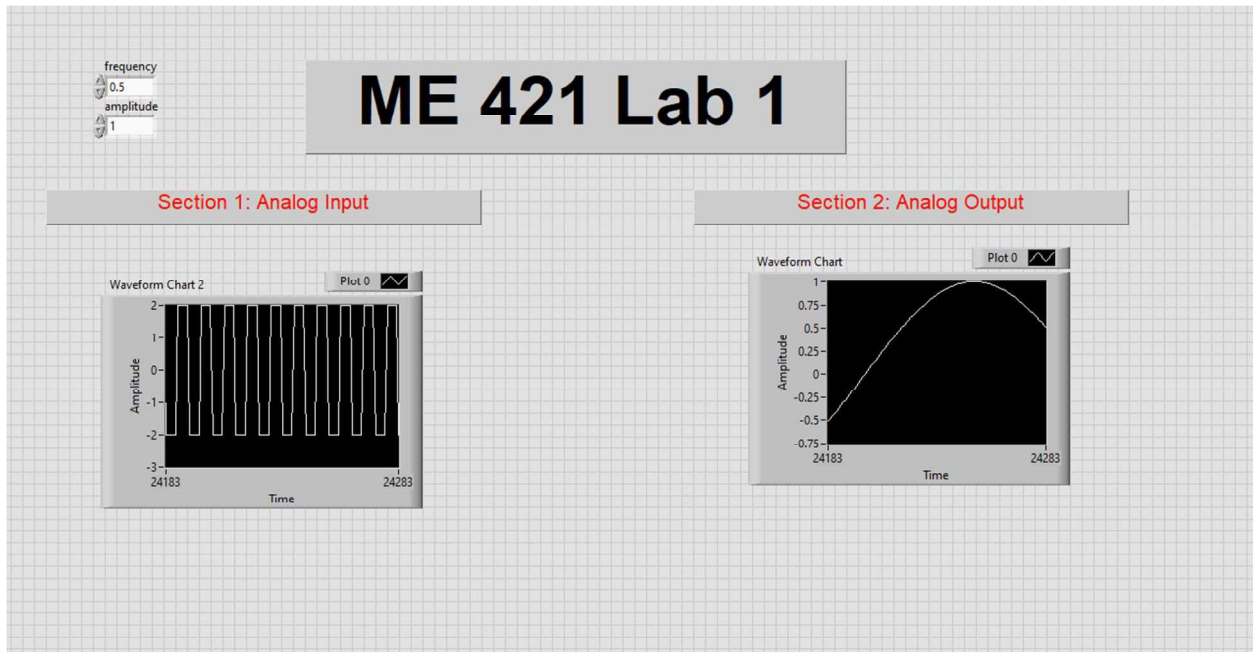 frequency
0.5
amplitude
1
ME 421 Lab 1
Section 1: Analog Input
Section 2: Analog Output
Waveform Chart 2
Plot 0
2
1
0
-1
-2
-3
Amplitude
24183
24283
Time
Waveform Chart
Plot 0
1
0.75
0.5
0.25
0
-0.25
-0.5
-0.75
Amplitude
24183
24283
Time